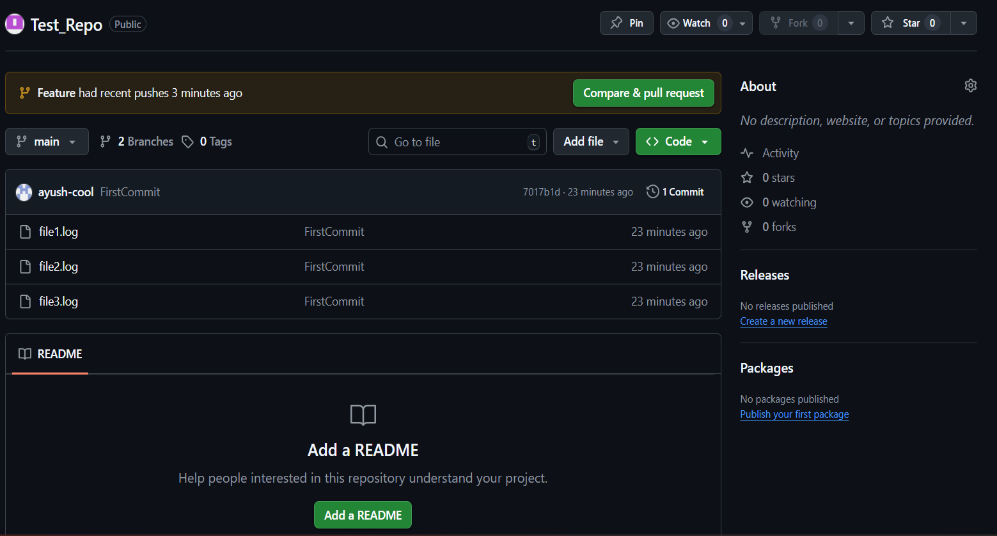 Test_Repo Public Pin Watch 0 Fork 0 Star 0
Feature had recent pushes 3 minutes ago Compare & pull request
main 2 Branches 0 Tags Go to file t Add file Code
ayush-cool FirstCommit 7017b1d · 23 minutes ago 1 Commit
file1.log FirstCommit 23 minutes ago
file2.log FirstCommit 23 minutes ago
file3.log FirstCommit 23 minutes ago
README
Add a README
Help people interested in this repository understand your project.
Add a README
About
No description, website, or topics provided.
Activity
0 stars
0 watching
0 forks
Releases
No releases published
Create a new release
Packages
No packages published
Publish your first package